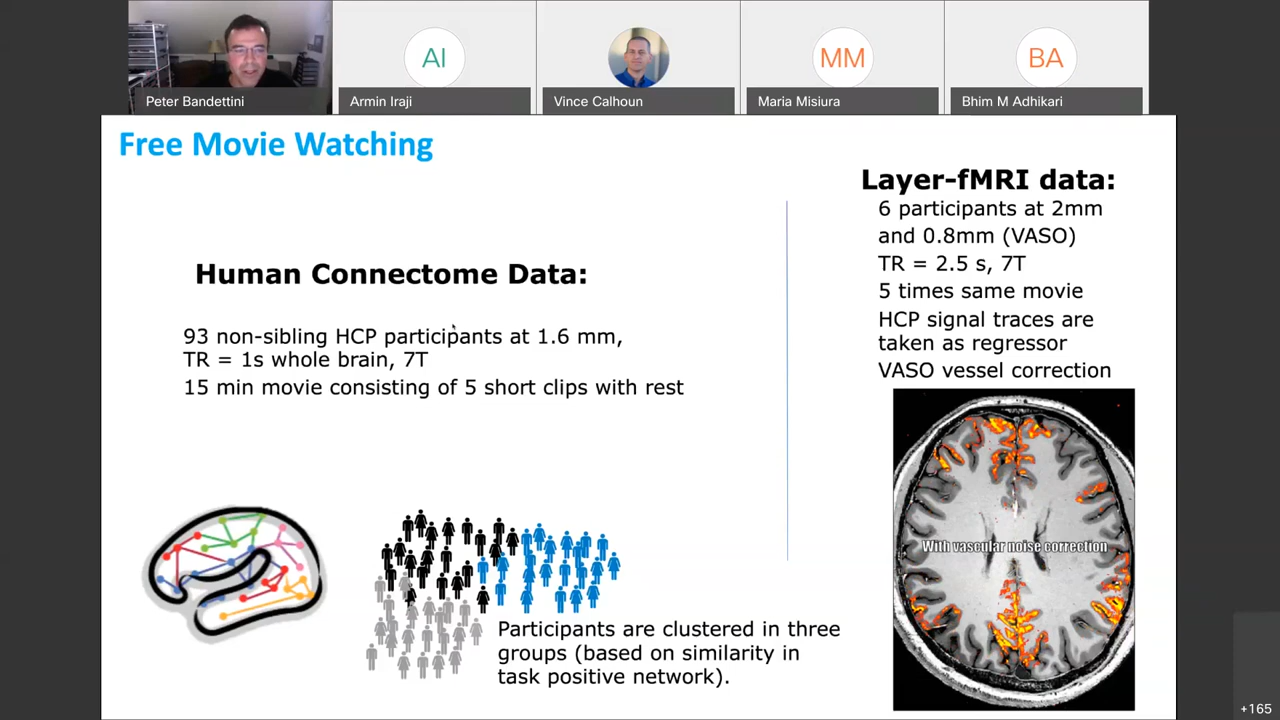 AI
MM
BA
Peter Bandettini
Armin Iraji
Vince Calhoun
Maria Misiura
Bhim M Adhikari
Free Movie Watching
Human Connectome Data:
93 non-sibling HCP participants at 1.6 mm,
TR = 1s whole brain, 7T
15 min movie consisting of 5 short clips with rest
Participants are clustered in three
groups (based on similarity in
task positive network).
Layer-fMRI data:
6 participants at 2mm
and 0.8mm (VASO)
TR = 2.5 s, 7T
5 times same movie
HCP signal traces are
taken as regressor
VASO vessel correction
With vascular noise correction
+165